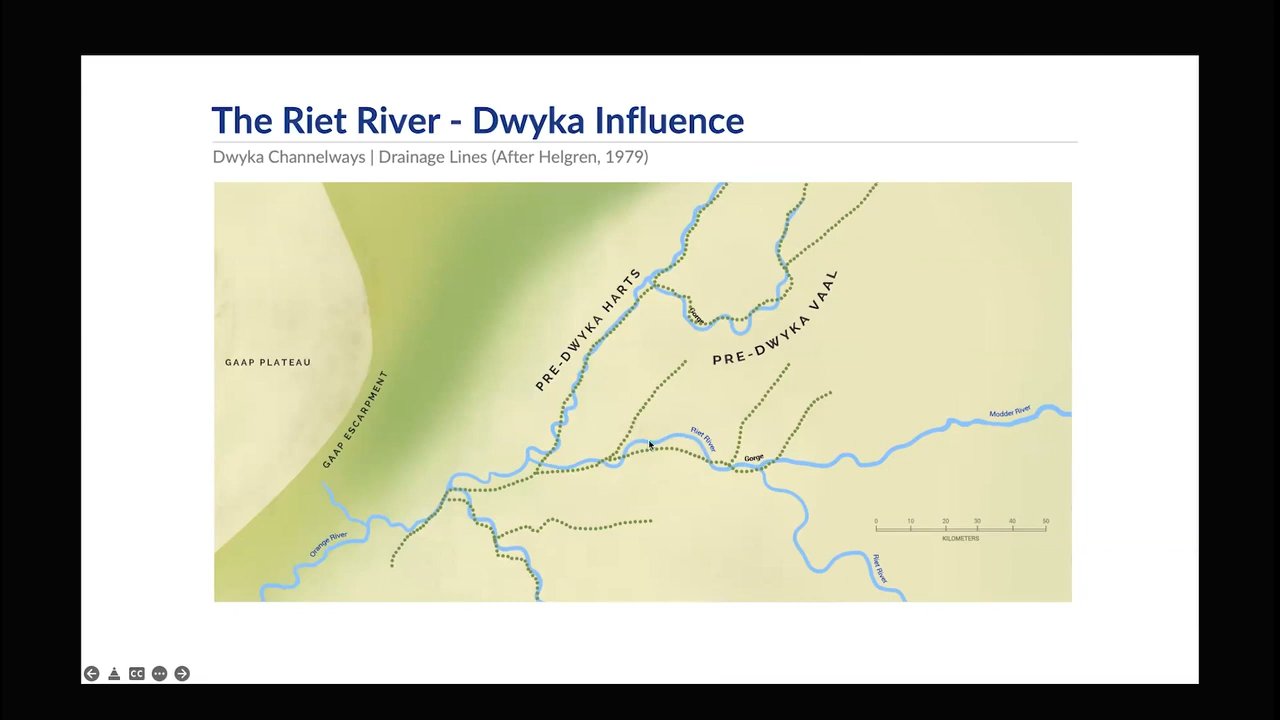 The Riet River - Dwyka Influence
Dwyka Channelways | Drainage Lines (After Helgren, 1979)
PRE-DWYKA HARTS
Gorge
PRE-DWYKA VAAL
GAAP PLATEAU
GAAP ESCARPMENT
Modder River
Riet River
Gorge
0 10 20 30 40 50
KILOMETERS
Orange River
Riet River
CC